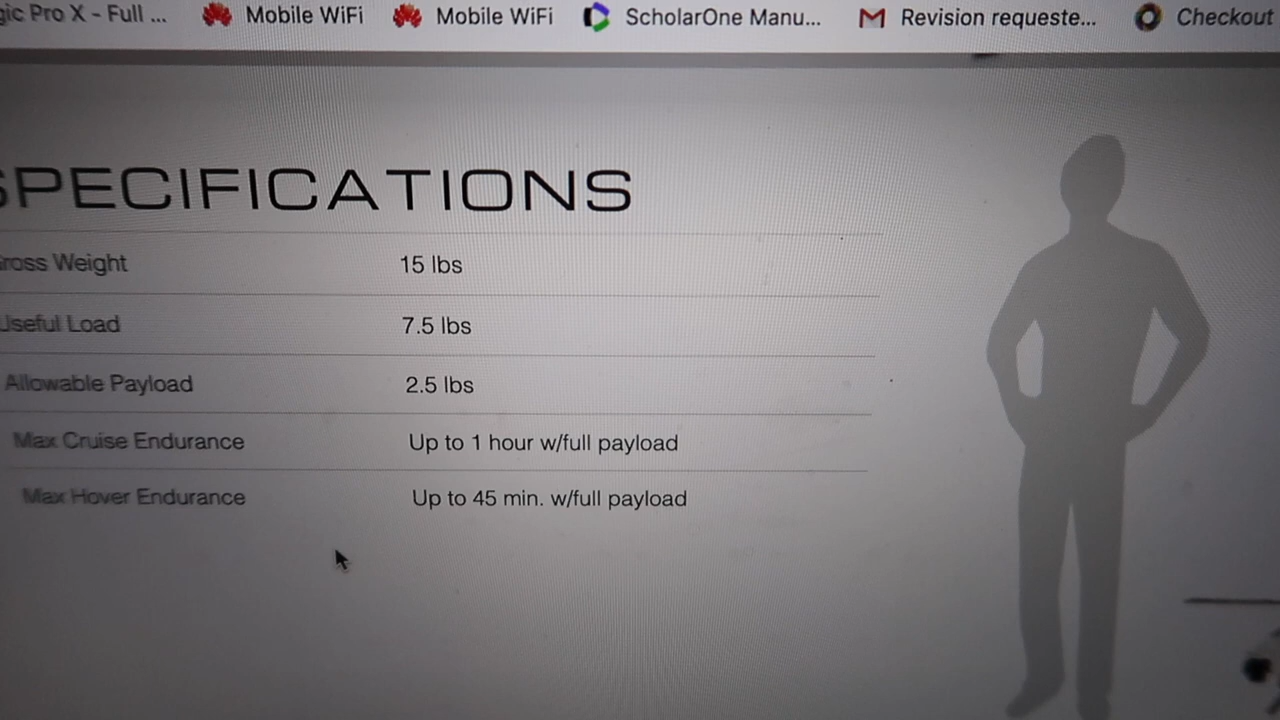 gic Pro X - Full ... Mobile WiFi Mobile WiFi ScholarOne Manu... Revision requeste... Checkout
SPECIFICATIONS
Gross Weight 15 lbs
Useful Load 7.5 lbs
Allowable Payload 2.5 lbs
Max Cruise Endurance Up to 1 hour w/full payload
Max Hover Endurance Up to 45 min. w/full payload